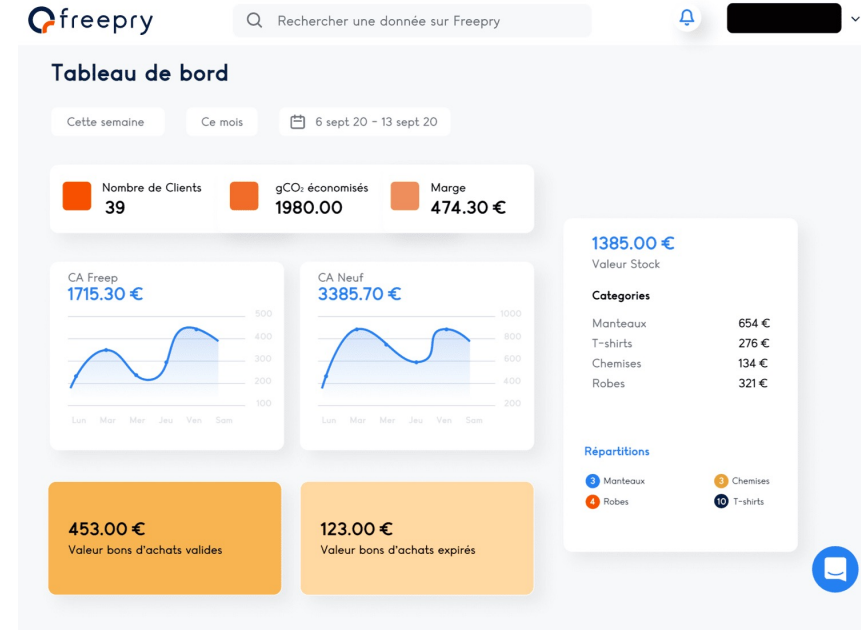 freepry
Rechercher une donnée sur Freepry
Tableau de bord
Cette semaine
Ce mois
6 sept 20 - 13 sept 20
Nombre de Clients
39
gCO₂ économisés
1980.00
Marge
474.30 €
CA Freep
1715.30 €
500
400
300
200
100
Lun Mar Mer Jeu Ven Sam
CA Neuf
3385.70 €
1000
800
600
400
200
Lun Mar Mer Jeu Ven Sam
453.00 €
Valeur bons d'achats valides
123.00 €
Valeur bons d'achats expirés
1385.00 €
Valeur Stock
Categories
Manteaux 654 €
T-shirts 276 €
Chemises 134 €
Robes 321 €
Répartitions
3 Manteaux
3 Chemises
4 Robes
10 T-shirts